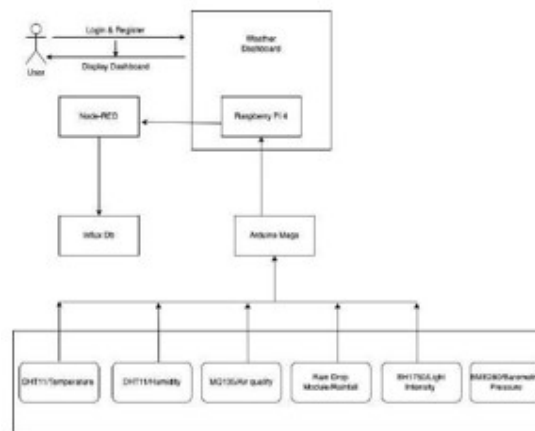 Login & Register
Display Dashboard
User
Weather
Dashboard
Node-RED
Raspberry Pi 4
Influx Db
Arduino Mega
DHT11/Temperature
DHT11/Humidity
MQ135/Air quality
Rain Drop
Module/Rainfall
BH1750/Light
Intensity
Pressure